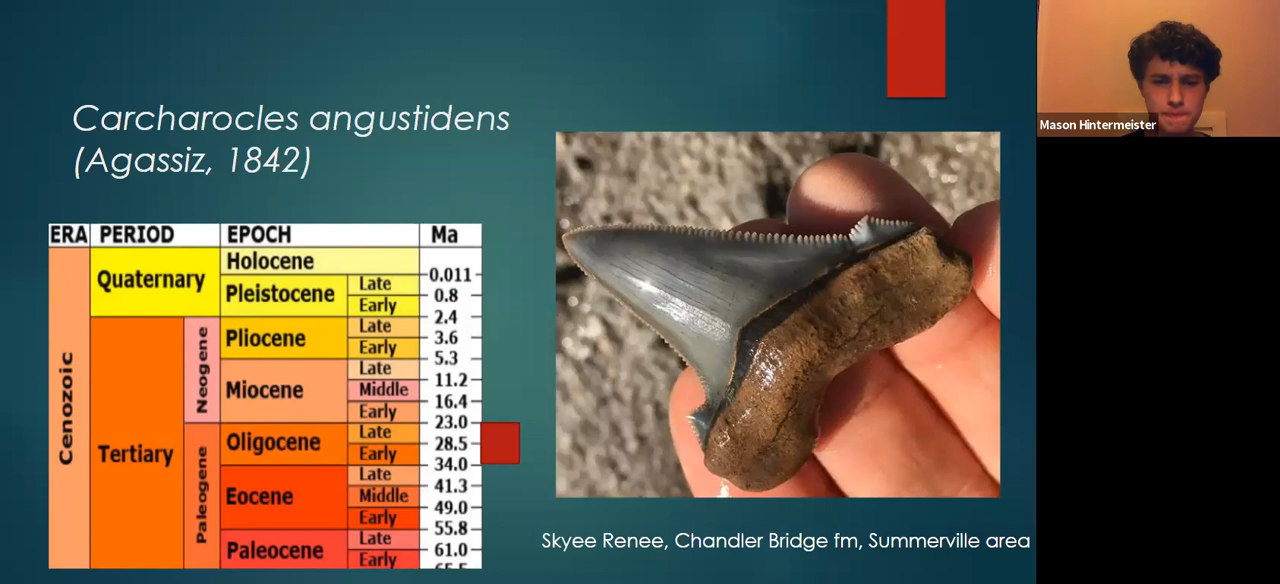 Carcharocles angustidens
(Agassiz, 1842)
Mason Hintermeister
ERA PERIOD EPOCH Ma
Cenozoic
Quaternary
Tertiary
Neogene
Paleogene
Holocene
0.011
Pleistocene
Late
0.8
Early
2.4
Pliocene
Late
3.6
Early
5.3
Miocene
Late
11.2
Middle
16.4
Early
23.0
Oligocene
Late
28.5
Early
34.0
Eocene
Late
41.3
Middle
49.0
Early
55.8
Paleocene
Late
61.0
Early
Skyee Renee, Chandler Bridge fm, Summerville area